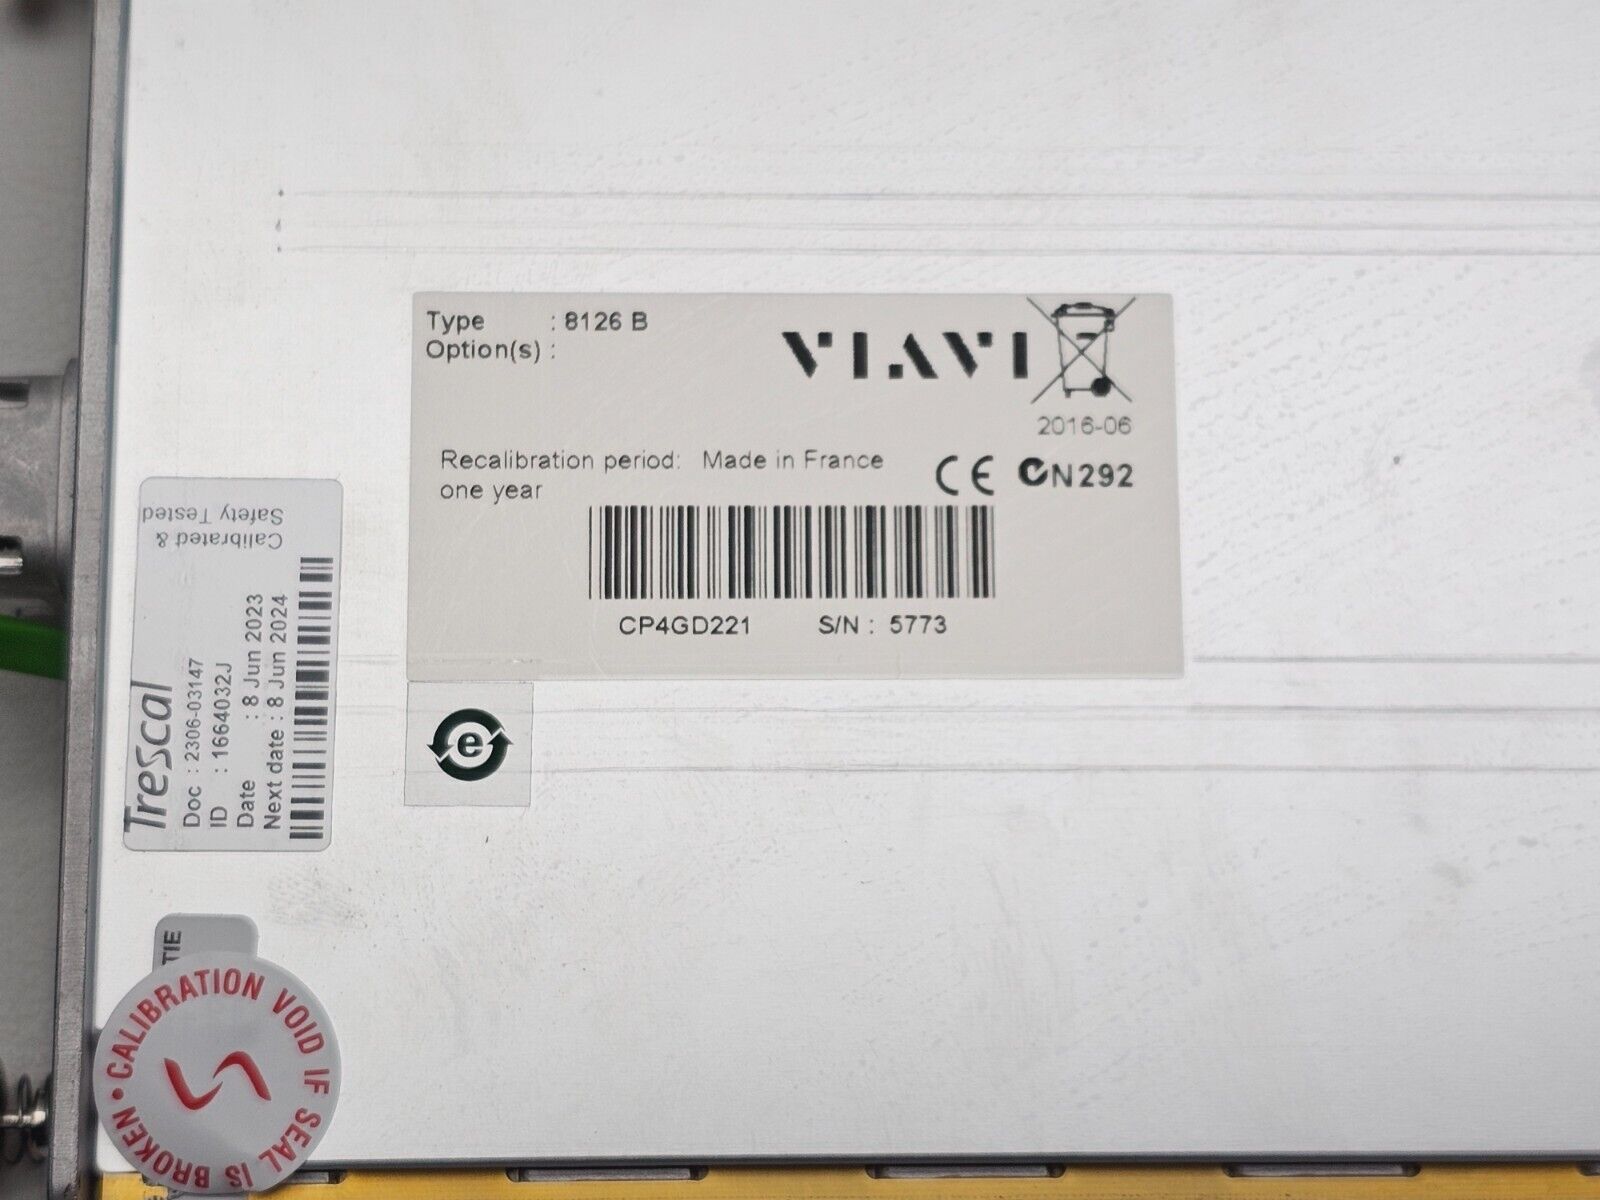 Type : 8126 B
Option(s) :
VIAVI
2016-06
Recalibration period: Made in France
one year
CE N292
CP4GD221 S/N : 5773
e
Calibrated &
Safety Tested
Trescal
Doc : 2306-03147
ID : 1664032J
Date : 8 Jun 2023
Next date : 8 Jun 2024
TIE
CALIBRATION VOID IF SEAL IS BROKEN •